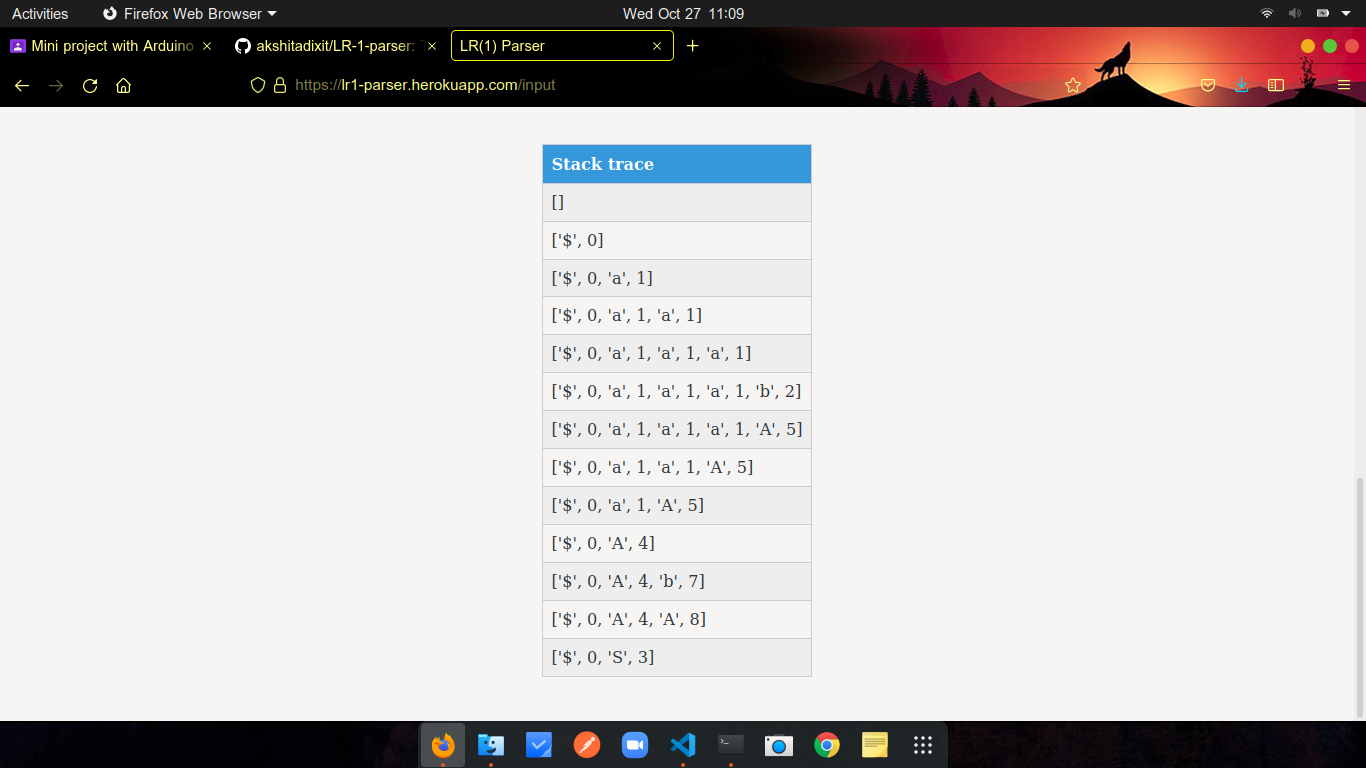 Activities Firefox Web Browser Wed Oct 27 11:09
Mini project with Arduino akshitadixit/LR-1-parser: LR(1) Parser
https://lr1-parser.herokuapp.com/input
Stack trace
[]
['$', 0]
['$', 0, 'a', 1]
['$', 0, 'a', 1, 'a', 1]
['$', 0, 'a', 1, 'a', 1, 'a', 1]
['$', 0, 'a', 1, 'a', 1, 'a', 1, 'b', 2]
['$', 0, 'a', 1, 'a', 1, 'a', 1, 'A', 5]
['$', 0, 'a', 1, 'a', 1, 'A', 5]
['$', 0, 'a', 1, 'A', 5]
['$', 0, 'A', 4]
['$', 0, 'A', 4, 'b', 7]
['$', 0, 'A', 4, 'A', 8]
['$', 0, 'S', 3]